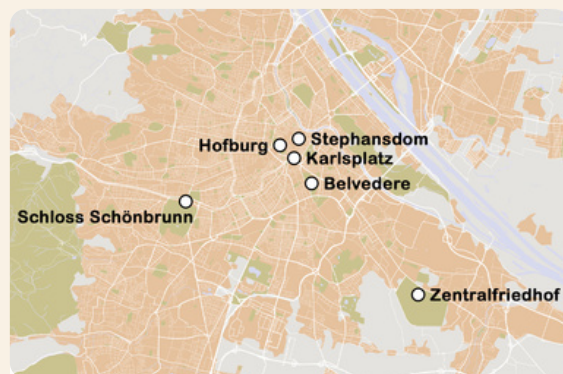 Stephansdom
Hofburg
Karlsplatz
Belvedere
Schloss Schönbrunn
Zentralfriedhof